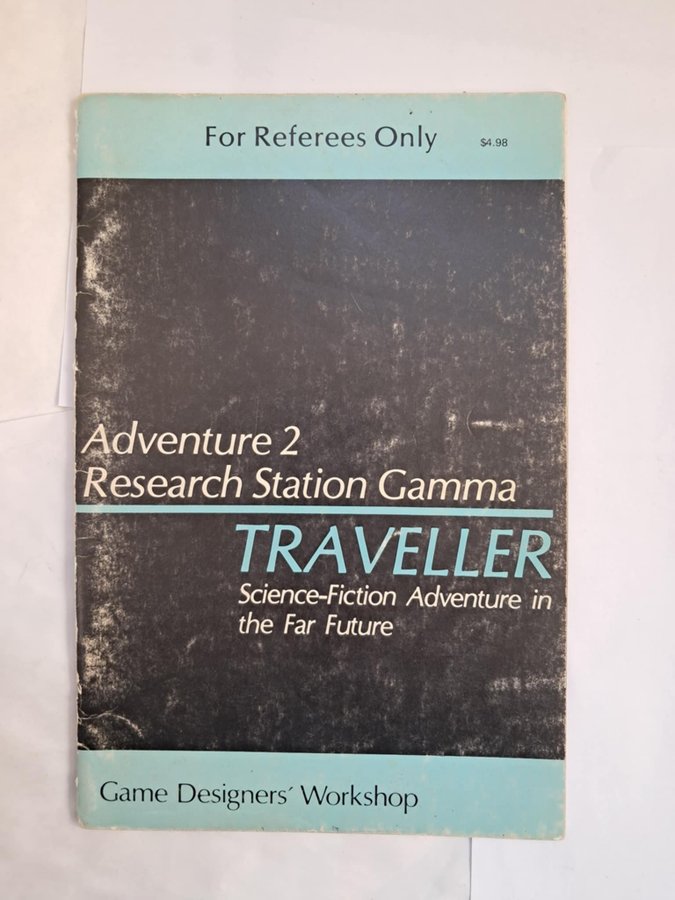 For Referees Only
$4.98
Adventure 2
Research Station Gamma
TRAVELLER
Science-Fiction Adventure in
the Far Future
Game Designers' Workshop